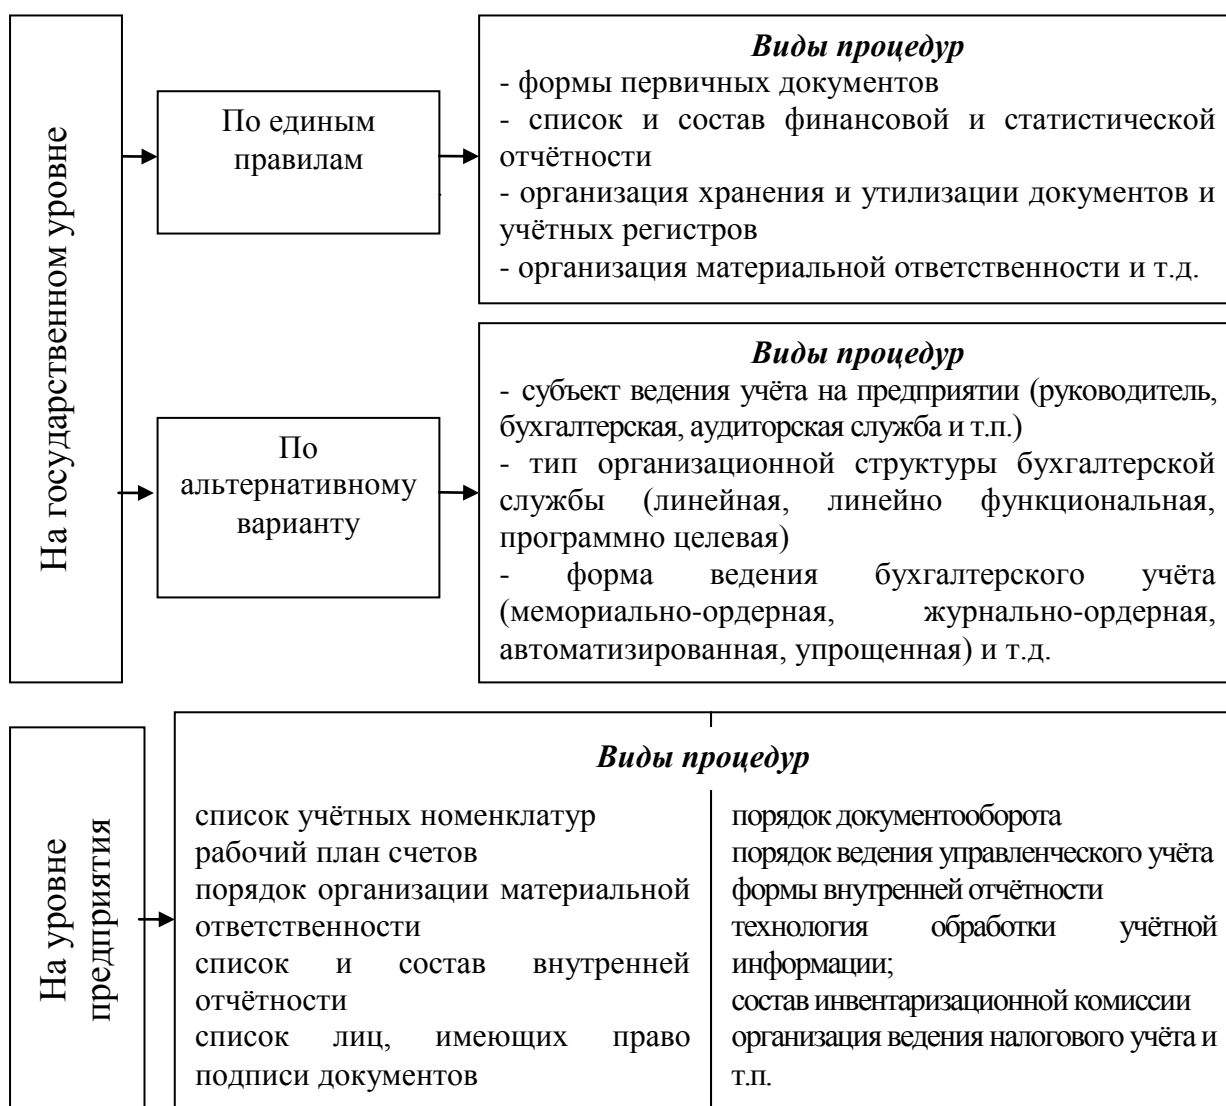 На государственном уровне
По единым
правилам
Виды процедур
- формы первичных документов
- список и состав финансовой и статистической
отчётности
- организация хранения и утилизации документов и
учётных регистров
- организация материальной ответственности и т.д.
По
альтернативному
варианту
Виды процедур
- субъект ведения учёта на предприятии (руководитель,
бухгалтерская, аудиторская служба и т.п.)
- тип организационной структуры бухгалтерской
службы (линейная, линейно функциональная,
программно целевая)
- форма ведения бухгалтерского учёта
(мемориально-ордерная, журнально-ордерная,
автоматизированная, упрощенная) и т.д.
На уровне
предприятия
Виды процедур
список учётных номенклатур
рабочий план счетов
порядок организации материальной
ответственности
список и состав внутренней
отчётности
список лиц, имеющих право
подписи документов
порядок документооборота
порядок ведения управленческого учёта
формы внутренней отчётности
технология обработки учётной
информации;
состав инвентаризационной комиссии
организация ведения налогового учёта и
т.п.